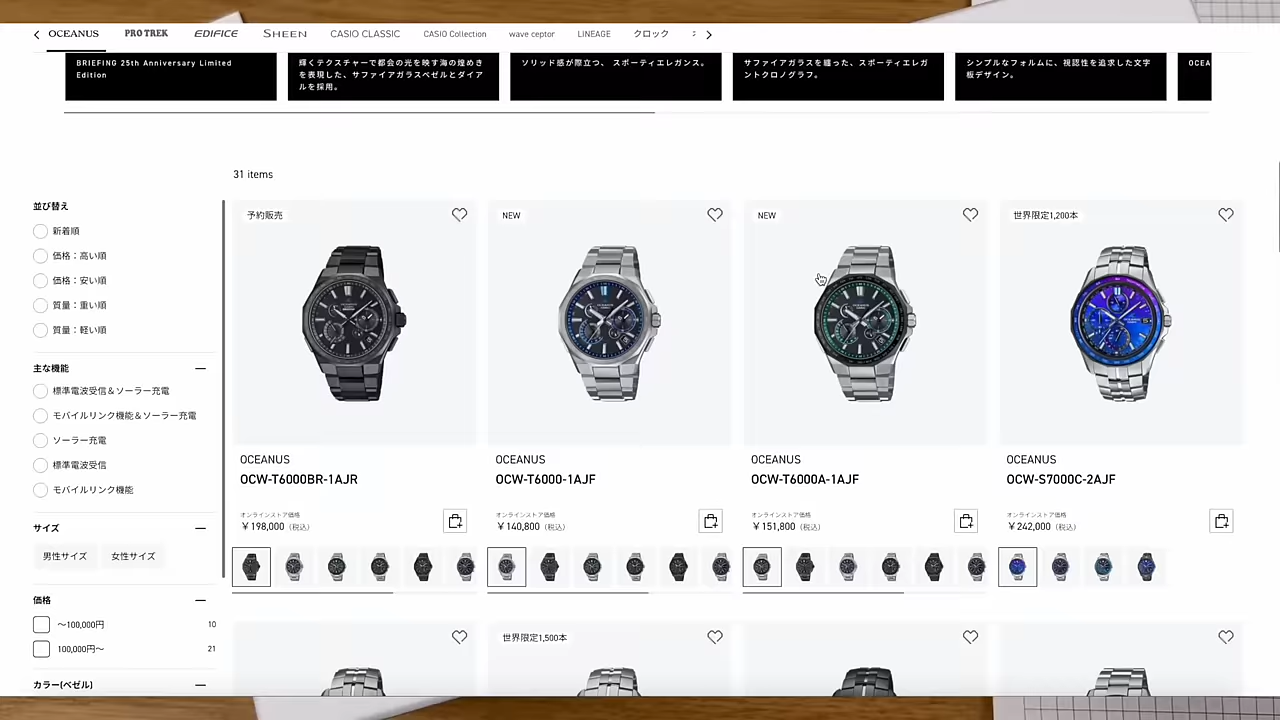 OCEANUS
PRO TREK
EDIFICE
SHEEN
CASIO CLASSIC
CASIO Collection
wave ceptor
LINEAGE
クロック
BRIEFING 25th Anniversary Limited
Edition
輝くテクスチャーで都会の光を映す海の煌めき
を表現した、サファイアガラスベゼルとダイア
ルを採用。
ソリッド感が際立つ、 スポーティエレガンス。
サファイアガラスを纏った、スポーティエレガ
ントクロノグラフ。
シンプルなフォルムに、視認性を追求した文字
板デザイン。
OCEA
31 items
並び替え
新着順
価格：高い順
価格：安い順
質量：重い順
質量：軽い順
主な機能
標準電波受信＆ソーラー充電
モバイルリンク機能＆ソーラー充電
ソーラー充電
標準電波受信
モバイルリンク機能
サイズ
男性サイズ
女性サイズ
価格
～100,000円
10
100,000円～
21
カラー(ベゼル)
予約販売
OCEANUS
OCW-T6000BR-1AJR
オンラインストア価格
￥198,000（税込）
NEW
OCEANUS
OCW-T6000-1AJF
オンラインストア価格
￥140,800（税込）
NEW
OCEANUS
OCW-T6000A-1AJF
オンラインストア価格
￥151,800（税込）
世界限定1,200本
OCEANUS
OCW-S7000C-2AJF
オンラインストア価格
￥242,000（税込）
世界限定1,500本